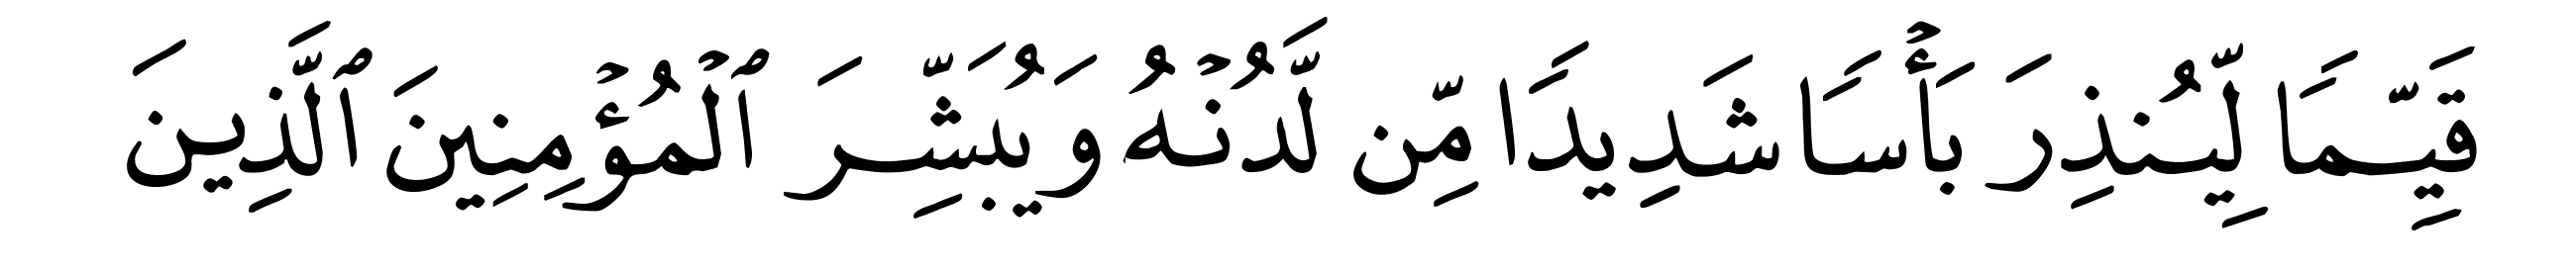 قَيِّمَا لِّيُنذِرَ بَأۡسَا شَدِيدَا مِّن لَّدُنۡهُ وَيُبَشِّرَ ٱلۡمُؤۡمِنِينَ ٱلَّذِينَ